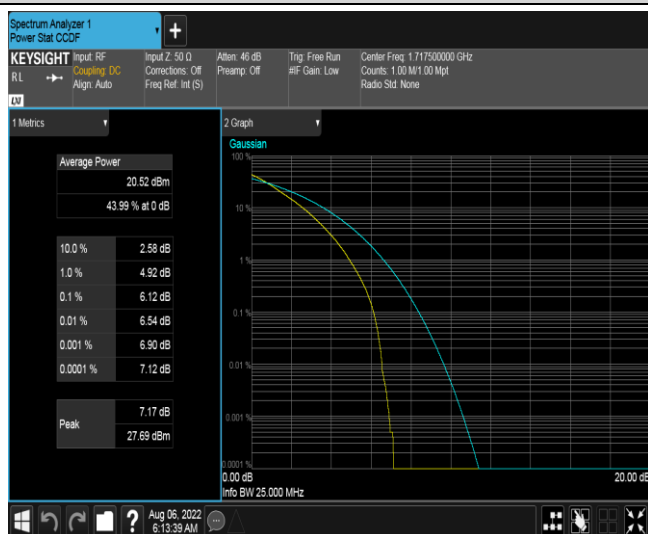 Spectrum Analyzer 1
Power Stat CCDF
KEYSIGHT
RL
LXI
Input: RF
Coupling: DC
Align: Auto
Input Z: 50 Ω
Corrections: Off
Freq Ref: Int (S)
Atten: 46 dB
Preamp: Off
Trig: Free Run
#IF Gain: Low
Center Freq: 1.717500000 GHz
Counts: 1.00 M/1.00 Mpt
Radio Std: None
1 Metrics
Average Power
20.52 dBm
43.99 % at 0 dB
10.0 % 2.58 dB
1.0 % 4.92 dB
0.1 % 6.12 dB
0.01 % 6.54 dB
0.001 % 6.90 dB
0.0001 % 7.12 dB
Peak 7.17 dB
27.69 dBm
2 Graph
Gaussian
100 %
10 %
1 %
0.1 %
0.01 %
0.001 %
0.0001 %
0.00 dB 20.00 dB
Info BW 25.000 MHz
?
Aug 06, 2022
6:13:39 AM